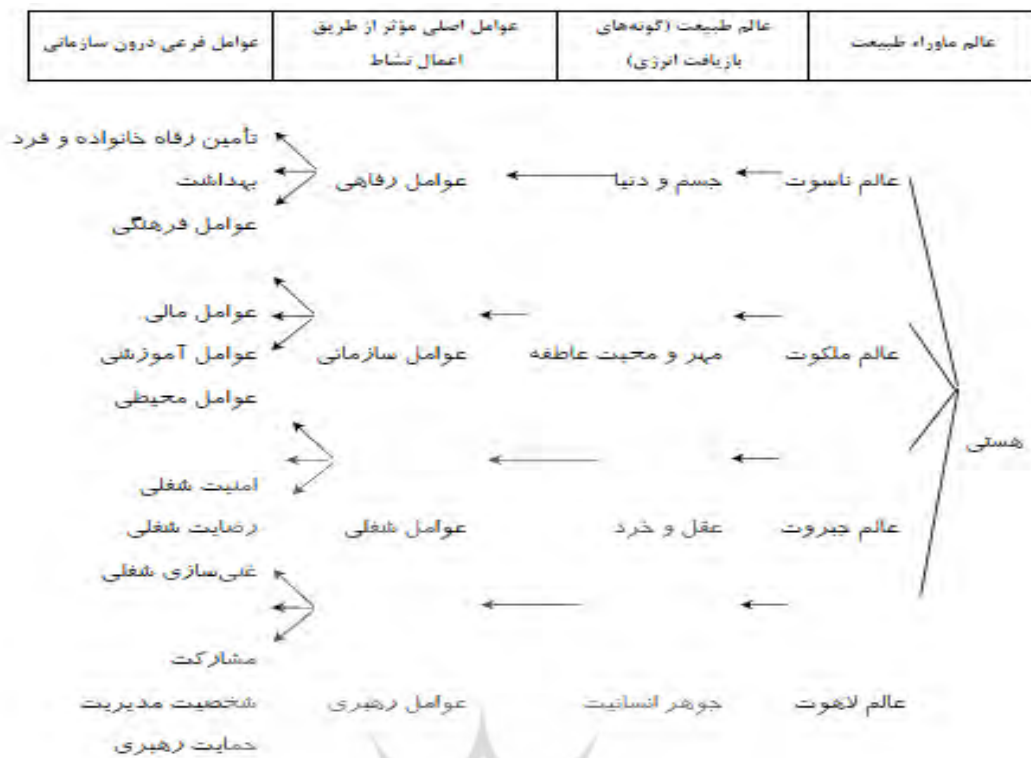 عالم ماوراء طبیعت
عالم طبیعت (گونه‌های
بازیافت انرژی)
عوامل اصلی مؤثر از طریق
اعمال نشاط
عوامل فرعی درون سازمانی
هستی
عالم ناسوت
جسم و دنیا
عوامل رفاهی
تأمین رفاه خانواده و فرد
بهداشت
عوامل فرهنگی
عالم ملکوت
مهر و محبت عاطفه
عوامل سازمانی
عوامل مالی
عوامل آموزشی
عوامل محیطی
عالم جبروت
عقل و خرد
عوامل شغلی
امنیت شغلی
رضایت شغلی
غنی‌سازی شغلی
عالم لاهوت
جوهر انسانیت
عوامل رهبری
مشارکت
شخصیت مدیریت
حمایت رهبری